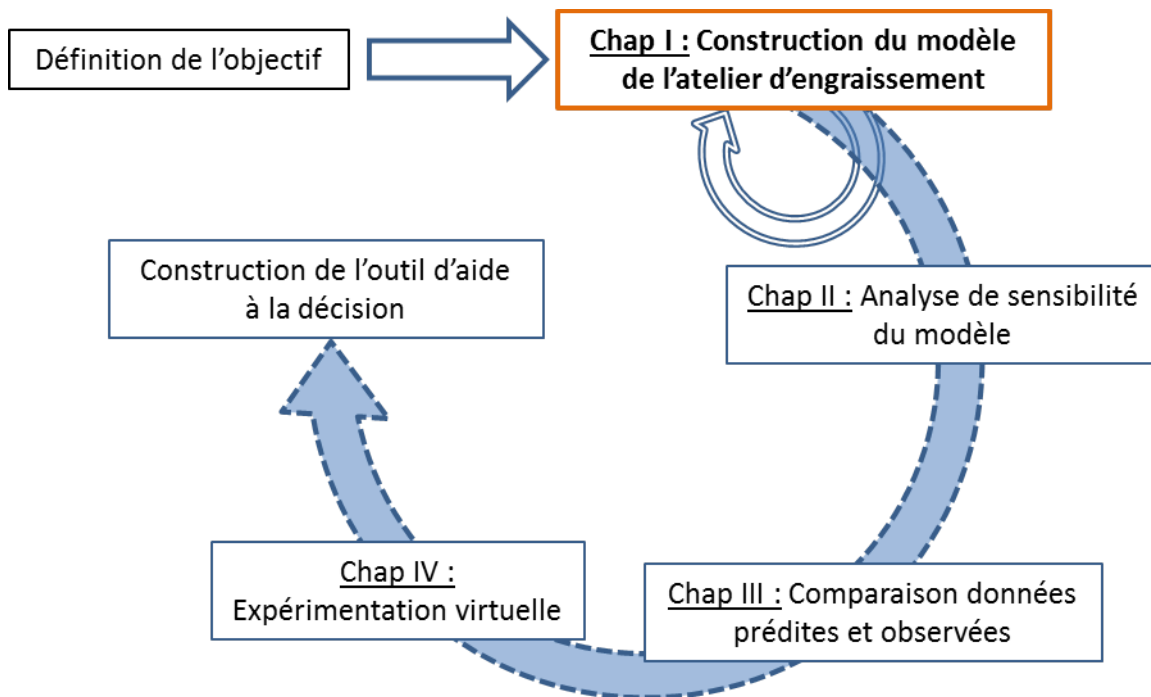 Définition de l’objectif
Chap I : Construction du modèle
de l’atelier d’engraissement
Chap II : Analyse de sensibilité
du modèle
Chap III : Comparaison données
prédites et observées
Chap IV :
Expérimentation virtuelle
Construction de l’outil d’aide
à la décision